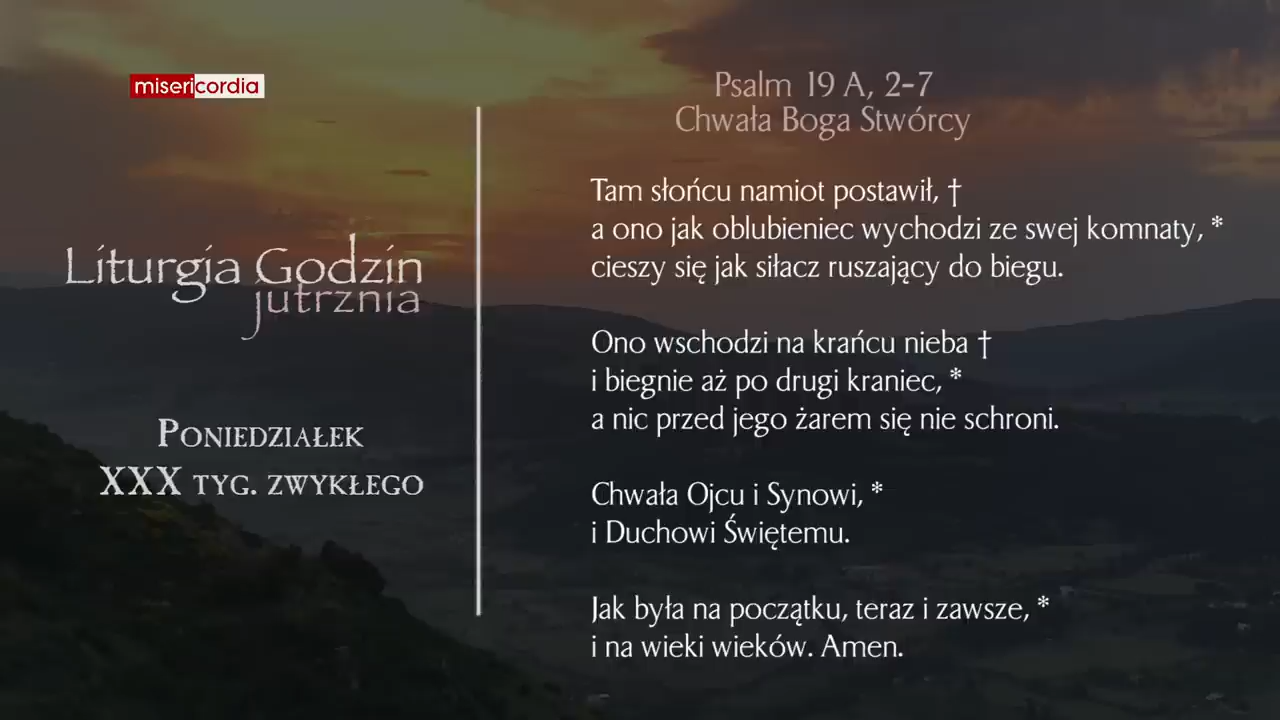 misericordia
Liturgia Godzin
jutrznia
Poniedziałek
XXX tyg. zwykłego
Psalm 19 A, 2-7
Chwała Boga Stwórcy
Tam słońcu namiot postawił, †
a ono jak oblubieniec wychodzi ze swej komnaty, *
cieszy się jak siłacz ruszający do biegu.
Ono wschodzi na krańcu nieba †
i biegnie aż po drugi kraniec, *
a nic przed jego żarem się nie schroni.
Chwała Ojcu i Synowi, *
i Duchowi Świętemu.
Jak była na początku, teraz i zawsze, *
i na wieki wieków. Amen.